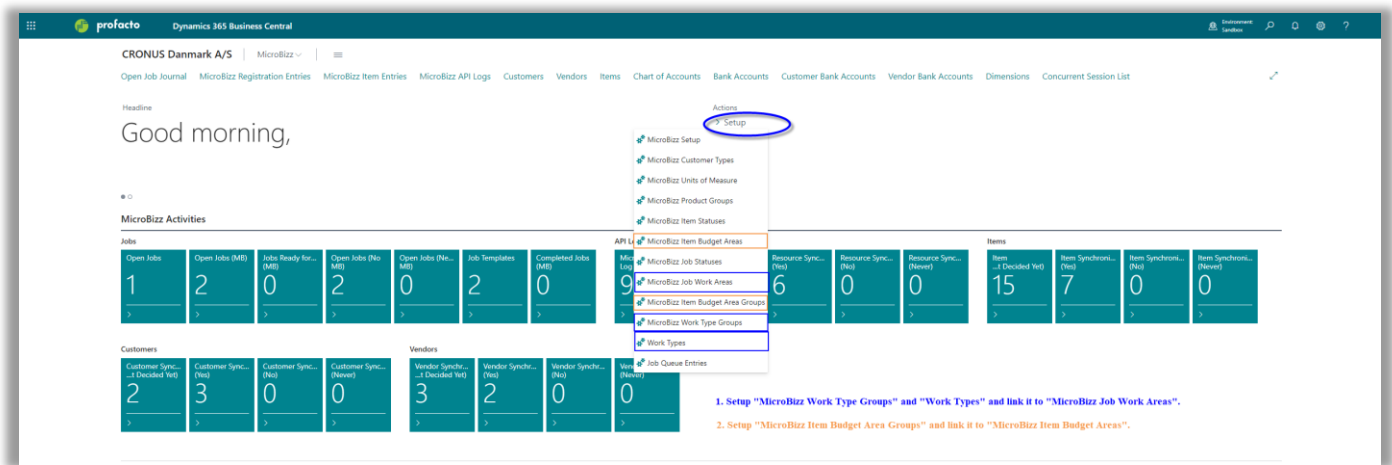 profacto Dynamics 365 Business Central
Environment
Sandbox
CRONUS Danmark A/S MicroBizz
Open Job Journal MicroBizz Registration Entries MicroBizz Item Entries MicroBizz API Logs Customers Vendors Items Chart of Accounts Bank Accounts Customer Bank Accounts Vendor Bank Accounts Dimensions Concurrent Session List
Headline
Good morning,
Actions
> Setup
MicroBizz Setup
MicroBizz Customer Types
MicroBizz Units of Measure
MicroBizz Product Groups
MicroBizz Item Statuses
MicroBizz Item Budget Areas
MicroBizz Job Statuses
MicroBizz Job Work Areas
MicroBizz Item Budget Area Groups
MicroBizz Work Type Groups
Work Types
Job Queue Entries
MicroBizz Activities
Jobs
Open Jobs
1
Open Jobs (MB)
2
Jobs Ready for...
(MB)
0
Open Jobs (No
MB)
2
Open Jobs (Ne...
MB)
0
Job Templates
2
Completed Jobs
(MB)
0
API L
Mic
Log
9
Resource Sync...
(Yes)
6
Resource Sync...
(No)
0
Resource Sync...
(Never)
0
Items
Item
...t Decided Yet)
15
Item Synchroni...
(Yes)
7
Item Synchroni...
(No)
0
Item Synchroni...
(Never)
0
Customers
Customer Sync...
...t Decided Yet)
2
Customer Sync...
(Yes)
3
Customer Sync...
(No)
0
Customer Sync...
(Never)
0
Vendors
Vendor Synchr...
...t Decided Yet)
3
Vendor Synchr...
(Yes)
2
Vendor Synchr...
(No)
0
(Never)
0
1. Setup "MicroBizz Work Type Groups" and "Work Types" and link it to "MicroBizz Job Work Areas".
2. Setup "MicroBizz Item Budget Area Groups" and link it to "MicroBizz Item Budget Areas".